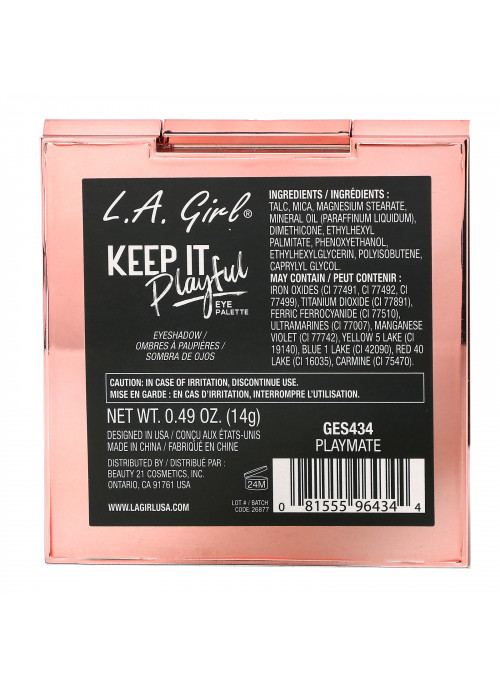 L.A. Girl®
KEEP IT
Playful
EYE
PALETTE
EYESHADOW /
OMBRES À PAUPIÈRES /
SOMBRA DE OJOS
INGREDIENTS / INGRÉDIENTS :
TALC, MICA, MAGNESIUM STEARATE,
MINERAL OIL (PARAFFINUM LIQUIDUM),
DIMETHICONE, ETHYLHEXYL
PALMITATE, PHENOXYETHANOL,
ETHYLHEXYLGLYCERIN, POLYISOBUTENE,
CAPRYLYL GLYCOL.
MAY CONTAIN / PEUT CONTENIR :
IRON OXIDES (CI 77491, CI 77492, CI
77499), TITANIUM DIOXIDE (CI 77891),
FERRIC FERROCYANIDE (CI 77510),
ULTRAMARINES (CI 77007), MANGANESE
VIOLET (CI 77742), YELLOW 5 LAKE (CI
19140), BLUE 1 LAKE (CI 42090), RED 40
LAKE (CI 16035), CARMINE (CI 75470).
CAUTION: IN CASE OF IRRITATION, DISCONTINUE USE.
MISE EN GARDE : EN CAS D'IRRITATION, INTERROMPRE L'UTILISATION.
NET WT. 0.49 OZ. (14g)
DESIGNED IN USA / CONÇU AUX ÉTATS-UNIS
MADE IN CHINA / FABRIQUÉ EN CHINE
DISTRIBUTED BY / DISTRIBUÉ PAR :
BEAUTY 21 COSMETICS, INC.
ONTARIO, CA 91761 USA
WWW.LAGIRLUSA.COM
24M
LOT # / BATCH
CODE 26877
GES434
PLAYMATE
0 81555 96434 4